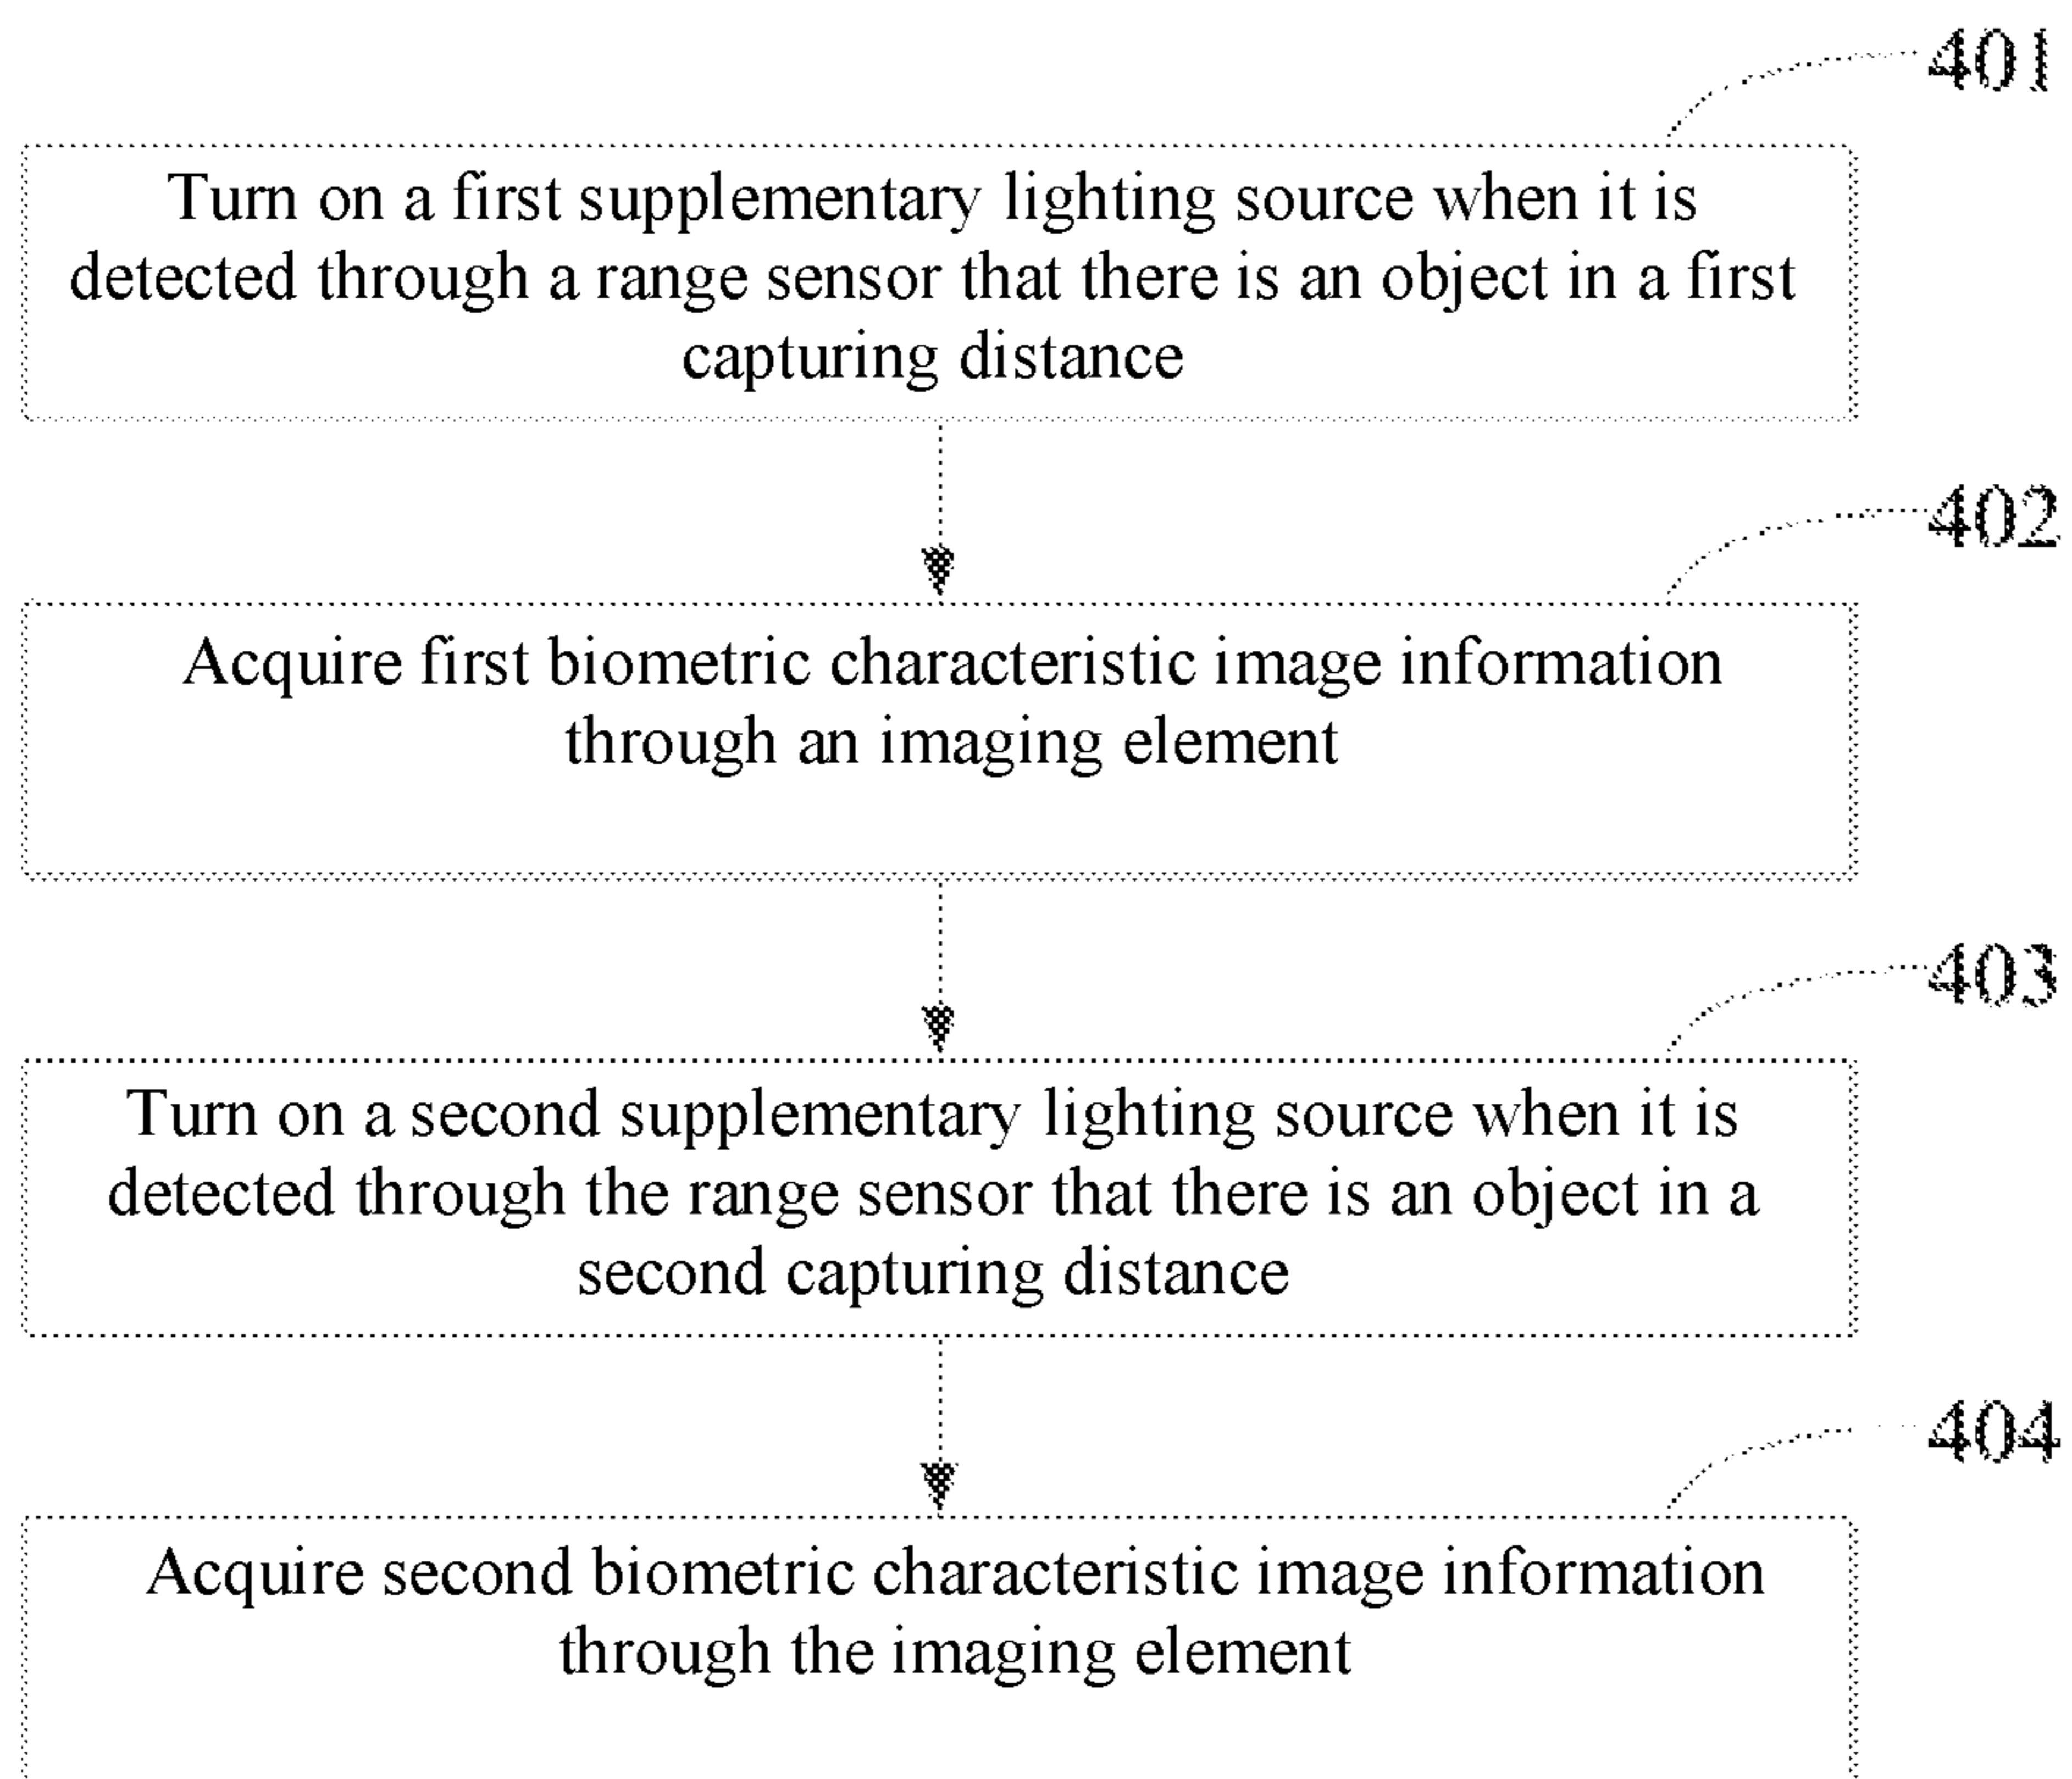 401
Turn on a first supplementary lighting source when it is
detected through a range sensor that there is an object in a first
capturing distance
402
Acquire first biometric characteristic image information
through an imaging element
403
Turn on a second supplementary lighting source when it is
detected through the range sensor that there is an object in a
second capturing distance
404
Acquire second biometric characteristic image information
through the imaging element